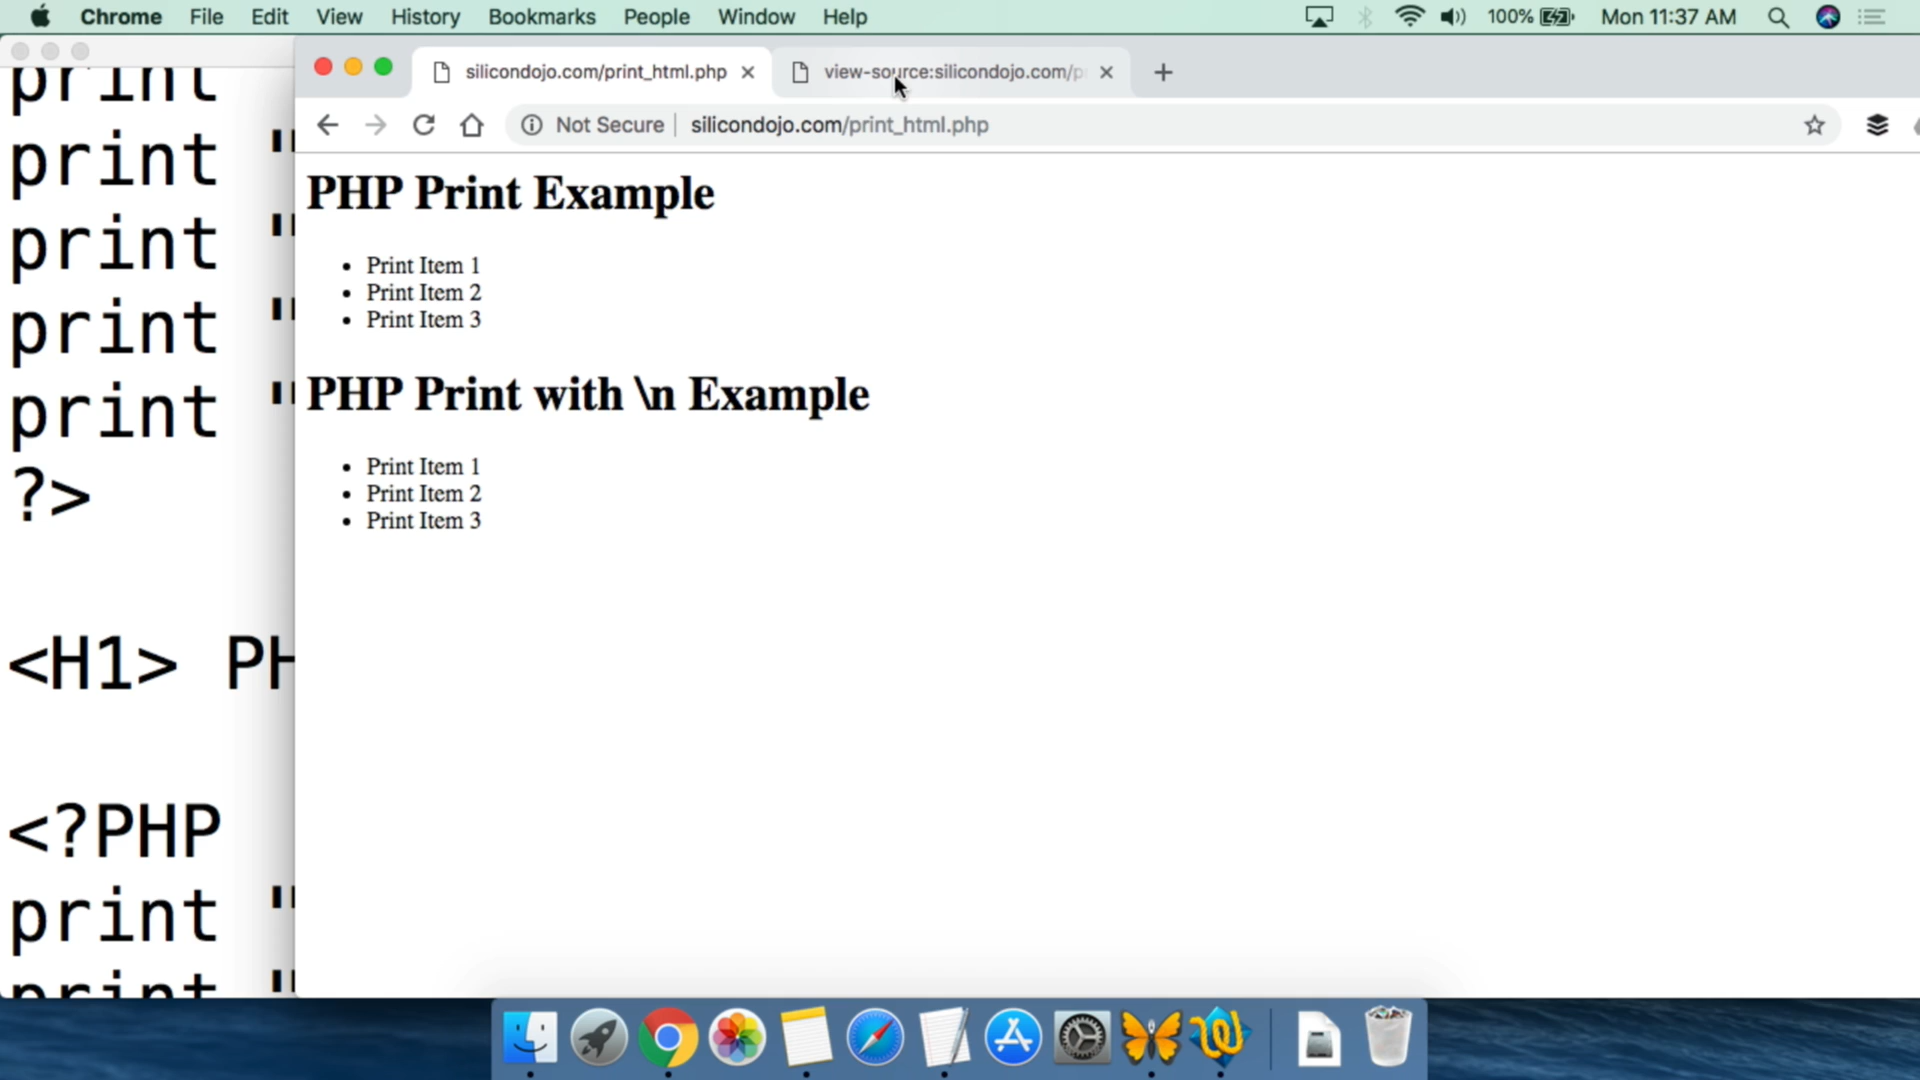 Chrome File Edit View History Bookmarks People Window Help 100% Mon 11:37 AM
silicondojo.com/print_html.php
view-source:silicondojo.com/p
Not Secure silicondojo.com/print_html.php
PHP Print Example
• Print Item 1
• Print Item 2
• Print Item 3
PHP Print with \n Example
• Print Item 1
• Print Item 2
• Print Item 3
print
print "
print "
print "
print "
?>
<H1> PH
<?PHP
print "
print "